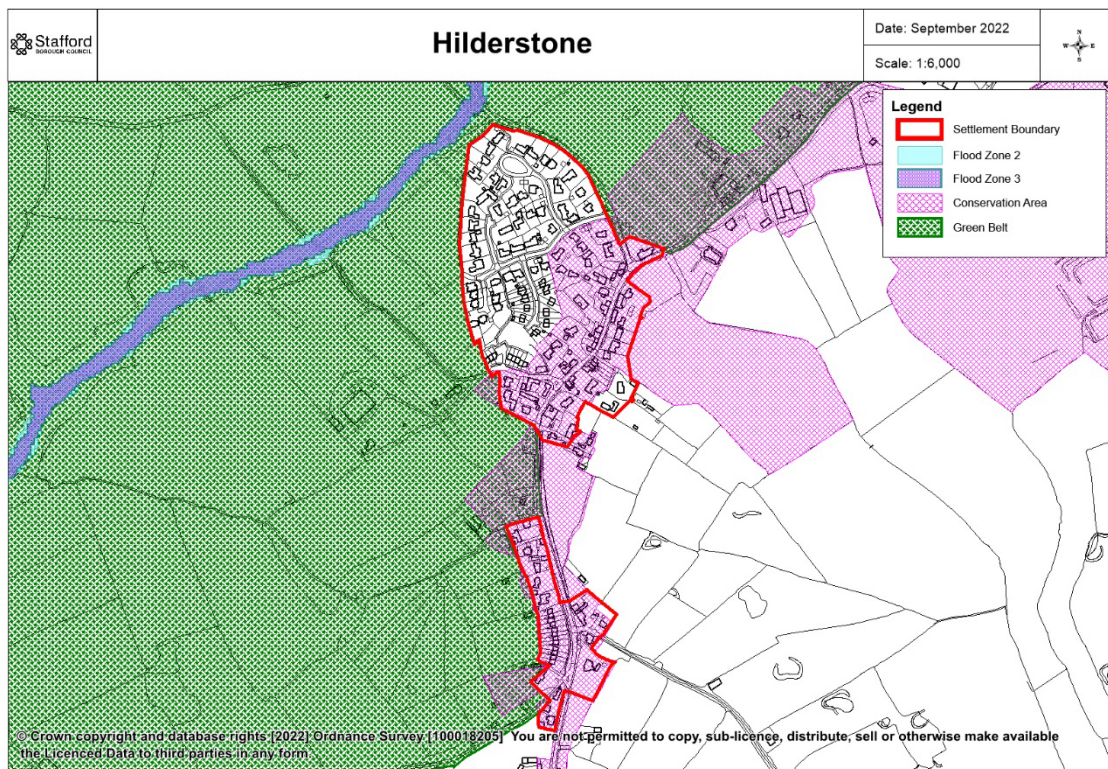 Stafford
BOROUGH COUNCIL
Hilderstone
Date: September 2022
Scale: 1:6,000
N
W E
S
Legend
Settlement Boundary
Flood Zone 2
Flood Zone 3
Conservation Area
Green Belt
© Crown copyright and database rights [2022] Ordnance Survey [100018205] You are not permitted to copy, sub-licence, distribute, sell or otherwise make available
the Licenced Data to third parties in any form.